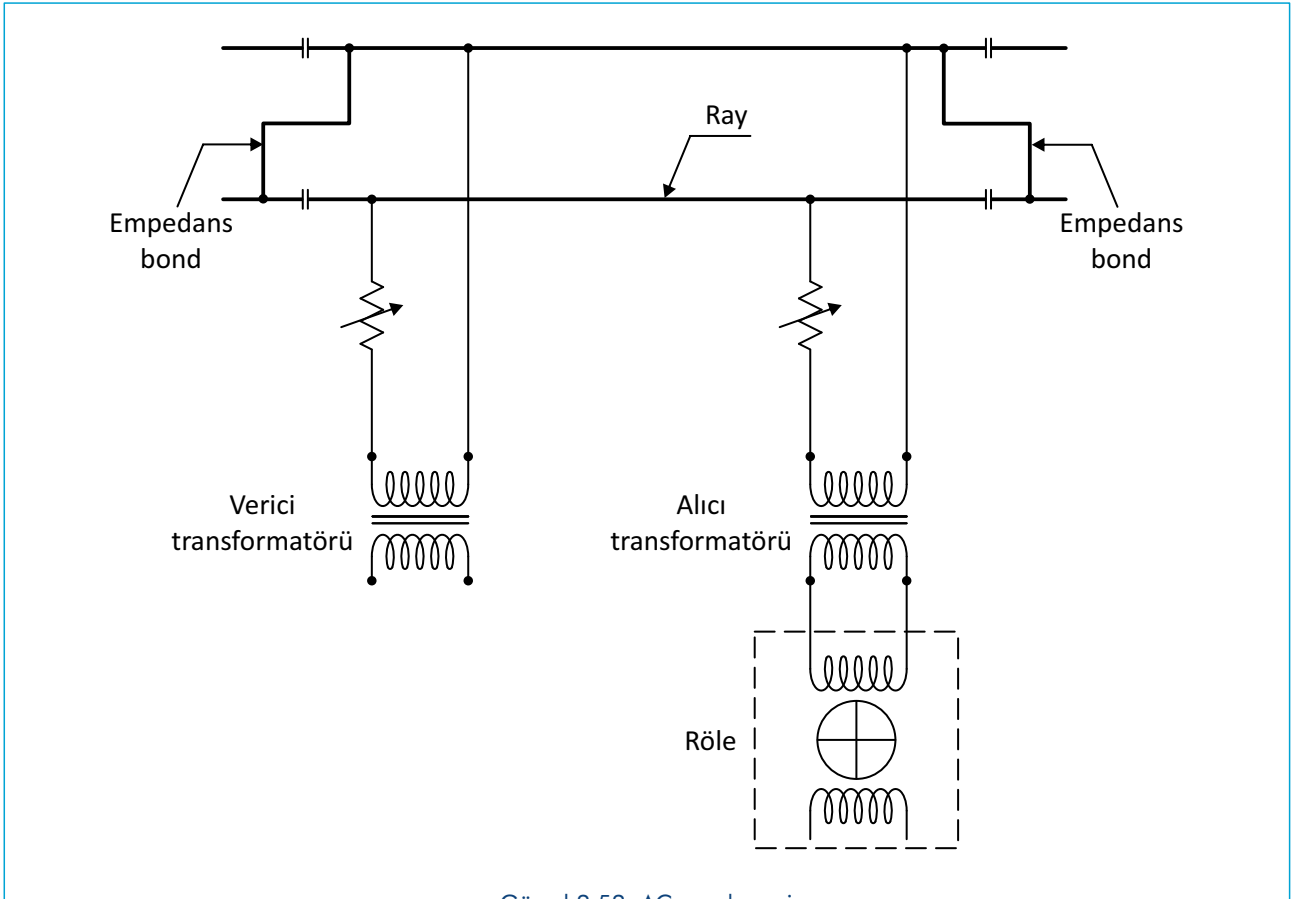 Ray
Empedans
bond
Empedans
bond
Verici
transformatörü
Alıcı
transformatörü
Röle